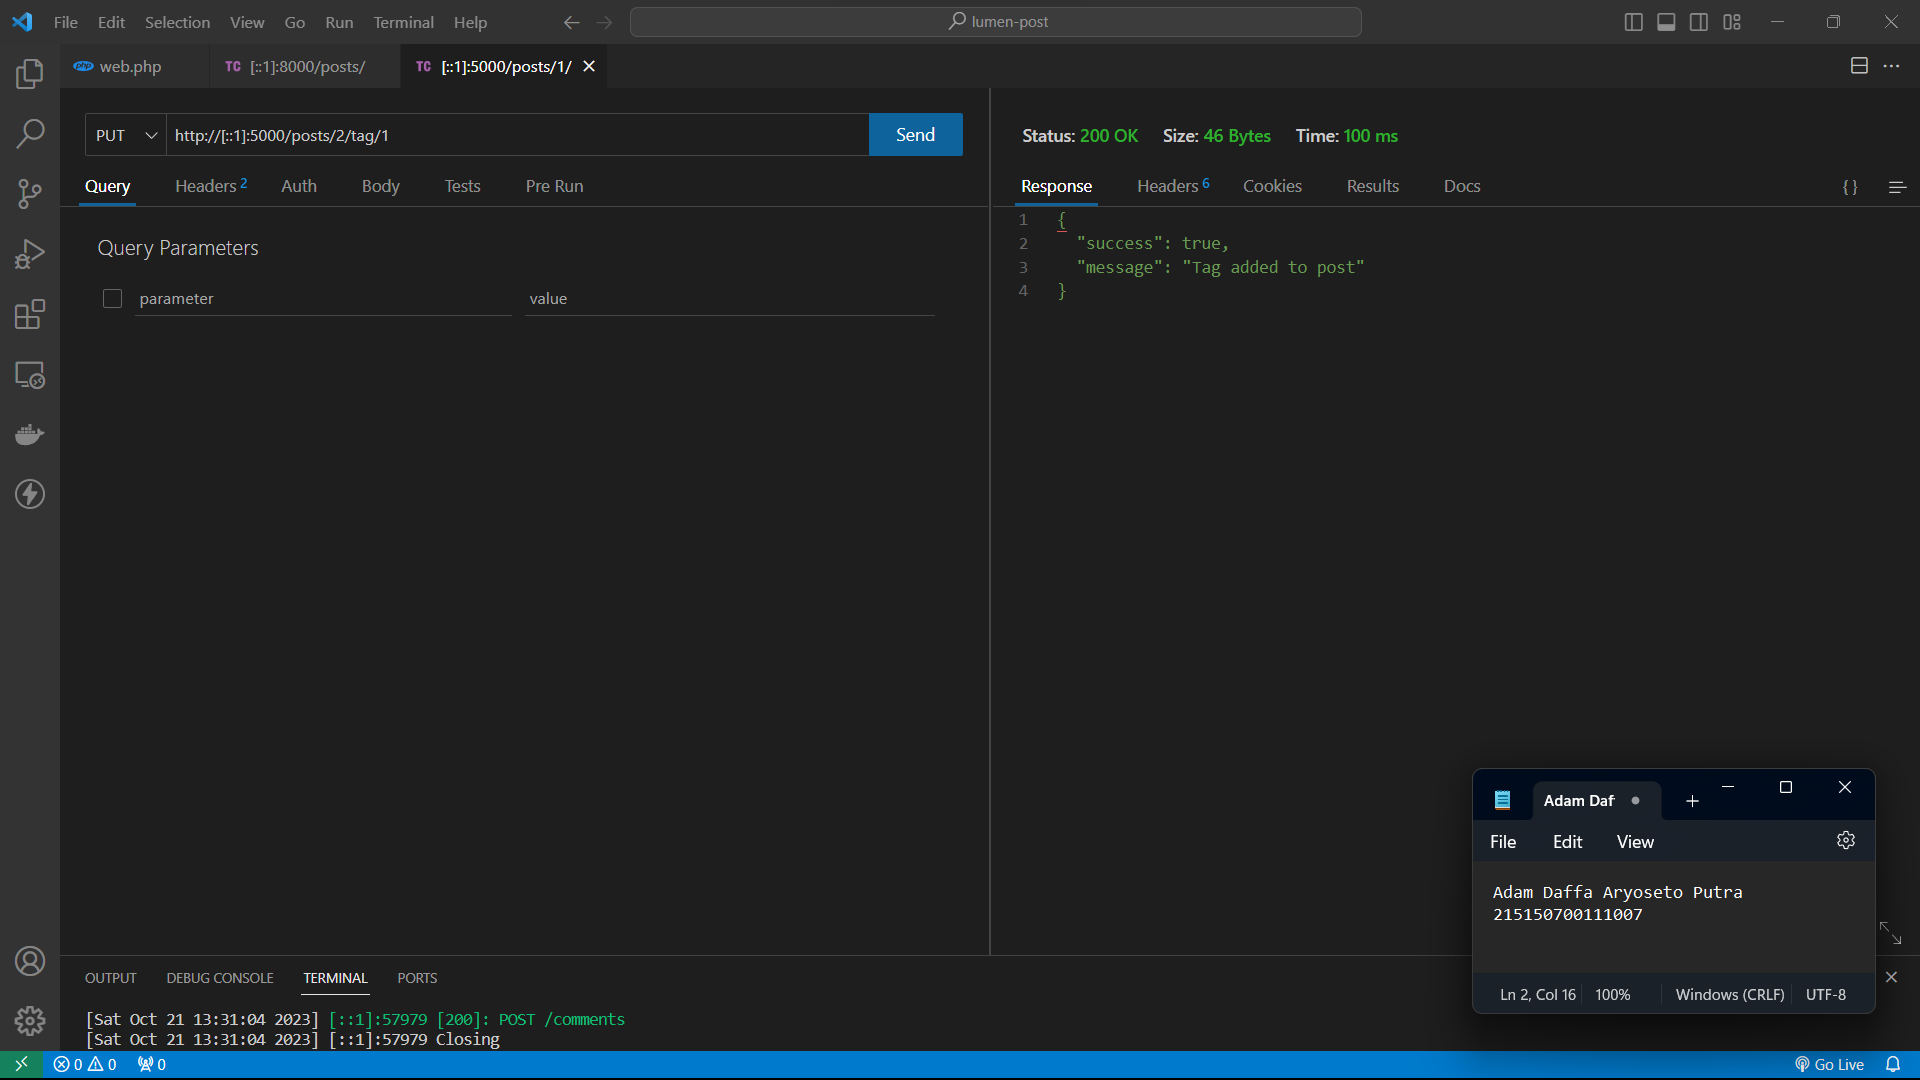 File Edit Selection View Go Run Terminal Help
lumen-post
web.php
TC [::1]:8000/posts/
TC [::1]:5000/posts/1/
PUT http://[::1]:5000/posts/2/tag/1 Send
Query Headers 2 Auth Body Tests Pre Run
Query Parameters
parameter value
Status: 200 OK Size: 46 Bytes Time: 100 ms
Response Headers 6 Cookies Results Docs
{ }
1 {
2 "success": true,
3 "message": "Tag added to post"
4 }
OUTPUT DEBUG CONSOLE TERMINAL PORTS
[Sat Oct 21 13:31:04 2023] [::1]:57979 [200]: POST /comments
[Sat Oct 21 13:31:04 2023] [::1]:57979 Closing
Adam Daf
File Edit View
Adam Daffa Aryoseto Putra
215150700111007
Ln 2, Col 16 100% Windows (CRLF) UTF-8
0 0 0
Go Live